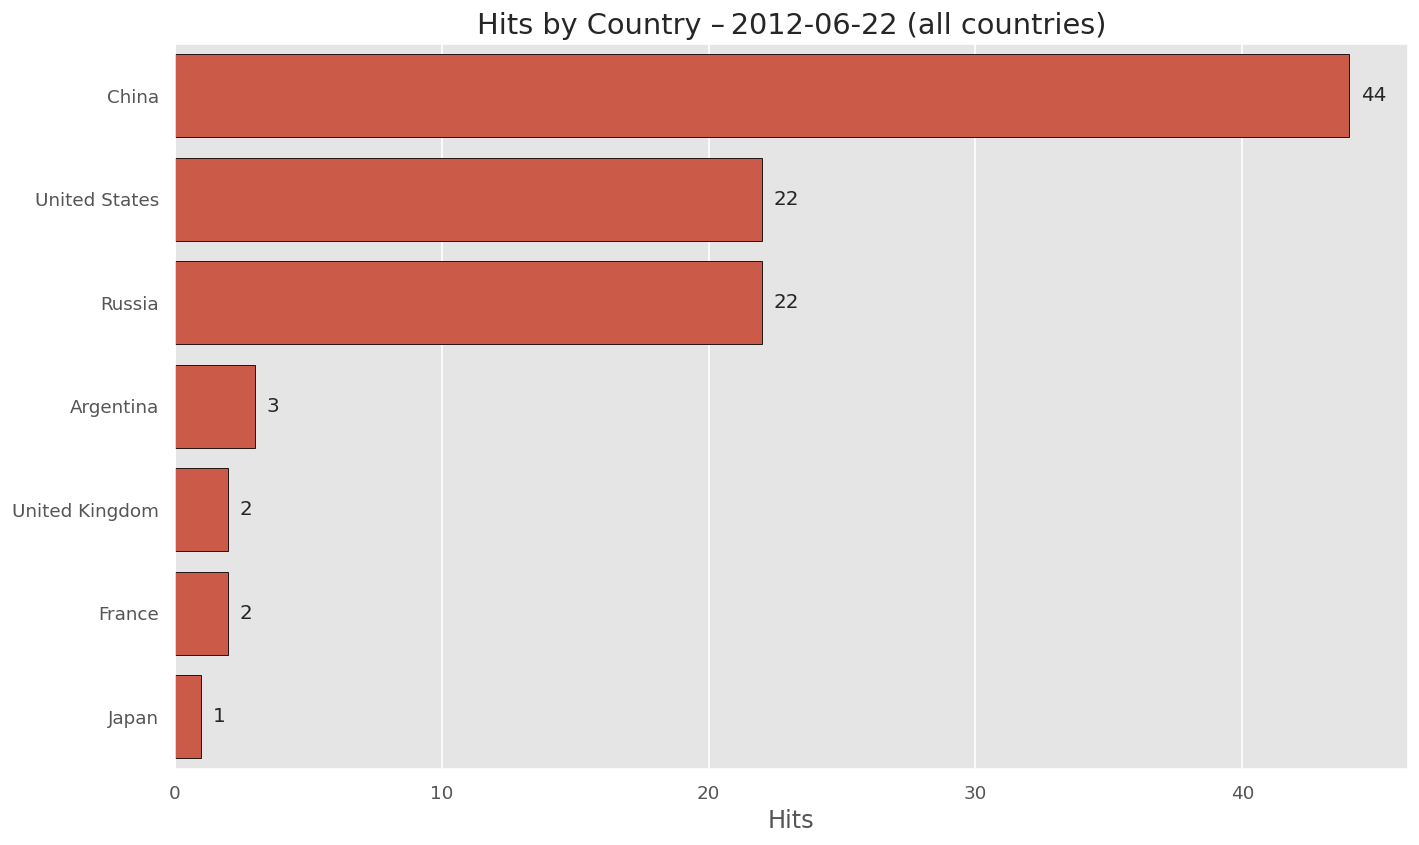 Hits by Country – 2012-06-22 (all countries)
China 44
United States 22
Russia 22
Argentina 3
United Kingdom 2
France 2
Japan 1
0 10 20 30 40
Hits